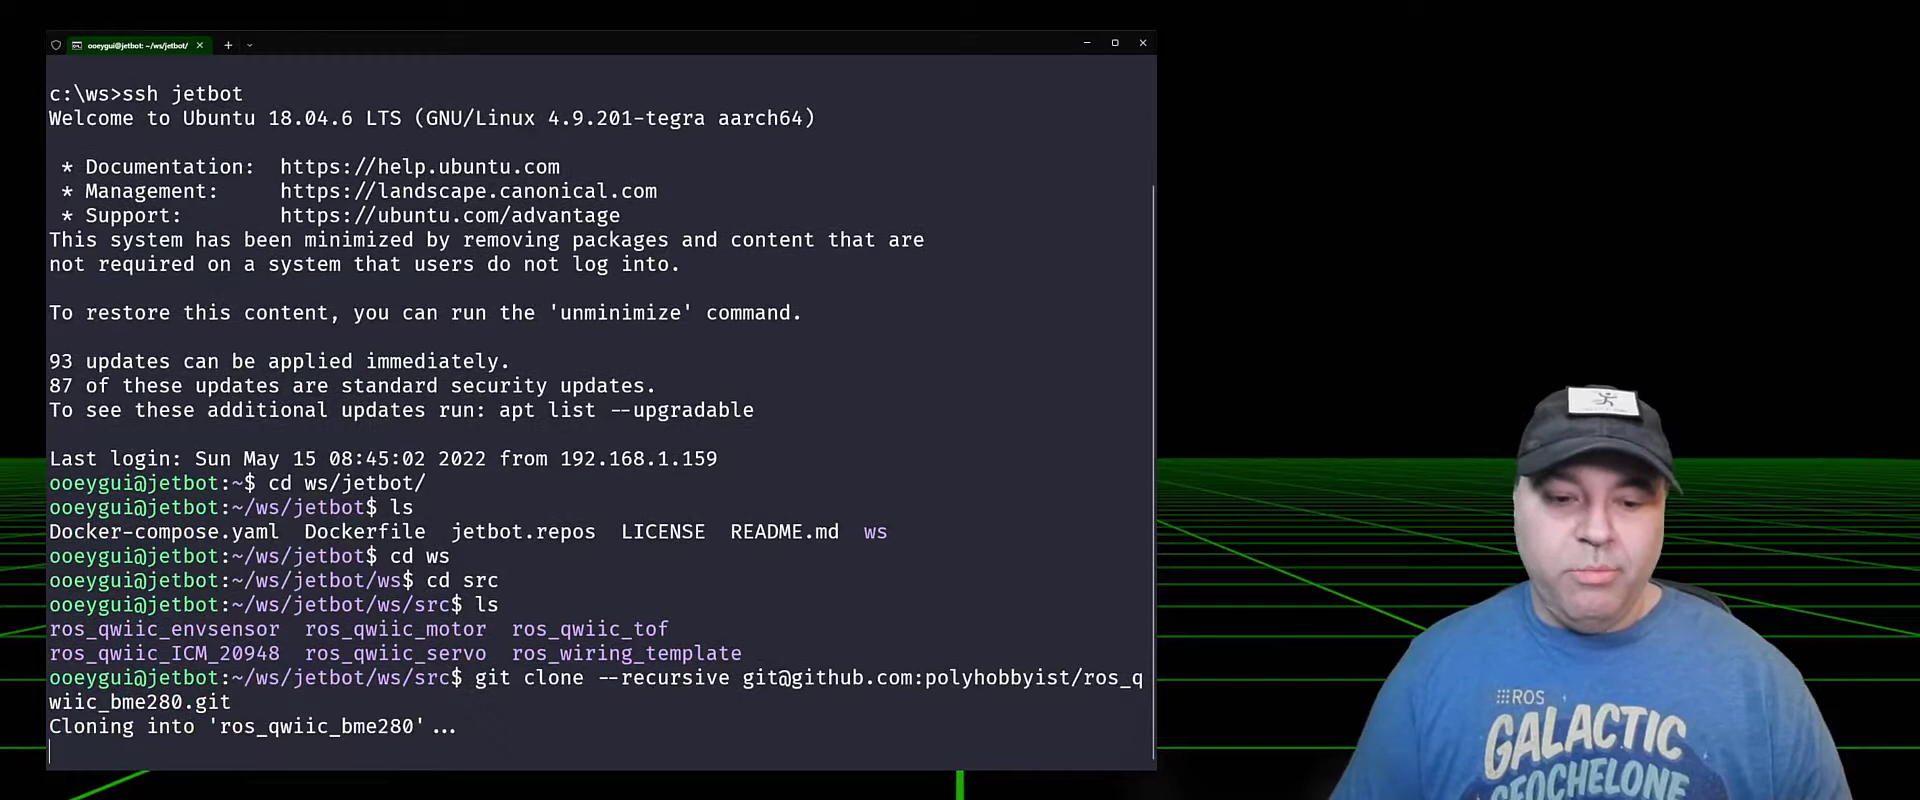 ooeygui@jetbot: ~/ws/jetbot/
c:\ws>ssh jetbot
Welcome to Ubuntu 18.04.6 LTS (GNU/Linux 4.9.201-tegra aarch64)
* Documentation: https://help.ubuntu.com
* Management: https://landscape.canonical.com
* Support: https://ubuntu.com/advantage
This system has been minimized by removing packages and content that are
not required on a system that users do not log into.
To restore this content, you can run the 'unminimize' command.
93 updates can be applied immediately.
87 of these updates are standard security updates.
To see these additional updates run: apt list --upgradable
Last login: Sun May 15 08:45:02 2022 from 192.168.1.159
ooeygui@jetbot:~$ cd ws/jetbot/
ooeygui@jetbot:~/ws/jetbot$ ls
Docker-compose.yaml Dockerfile jetbot.repos LICENSE README.md ws
ooeygui@jetbot:~/ws/jetbot$ cd ws
ooeygui@jetbot:~/ws/jetbot/ws$ cd src
ooeygui@jetbot:~/ws/jetbot/ws/src$ ls
ros_qwiic_envsensor ros_qwiic_motor ros_qwiic_tof
ros_qwiic_ICM_20948 ros_qwiic_servo ros_wiring_template
ooeygui@jetbot:~/ws/jetbot/ws/src$ git clone --recursive git@github.com:polyhobbyist/ros_q
wiic_bme280.git
Cloning into 'ros_qwiic_bme280'...
ROS
GALACTIC
GEOCHELONE